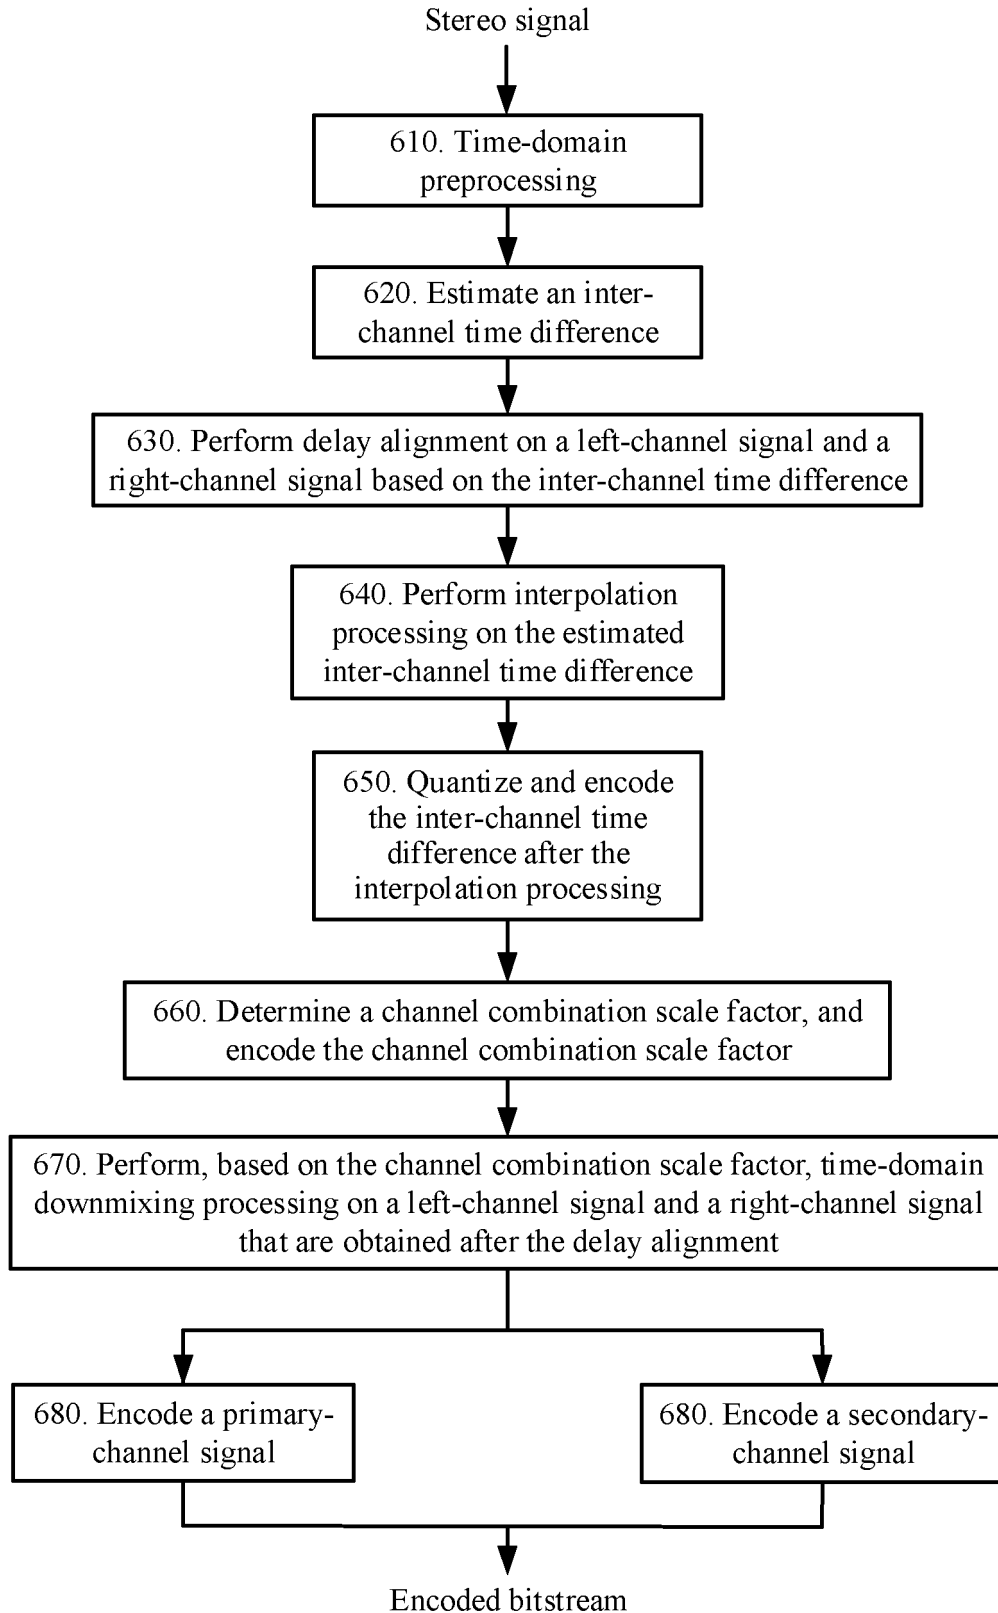 Stereo signal
610. Time-domain
preprocessing
620. Estimate an inter-
channel time difference
630. Perform delay alignment on a left-channel signal and a
right-channel signal based on the inter-channel time difference
640. Perform interpolation
processing on the estimated
inter-channel time difference
650. Quantize and encode
the inter-channel time
difference after the
interpolation processing
660. Determine a channel combination scale factor, and
encode the channel combination scale factor
670. Perform, based on the channel combination scale factor, time-domain
downmixing processing on a left-channel signal and a right-channel signal
that are obtained after the delay alignment
680. Encode a primary-
channel signal
680. Encode a secondary-
channel signal
Encoded bitstream